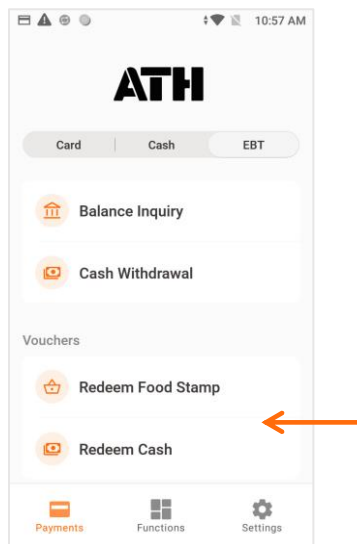 10:57 AM
ATH
Card Cash EBT
Balance Inquiry
Cash Withdrawal
Vouchers
Redeem Food Stamp
Redeem Cash
Payments Functions Settings